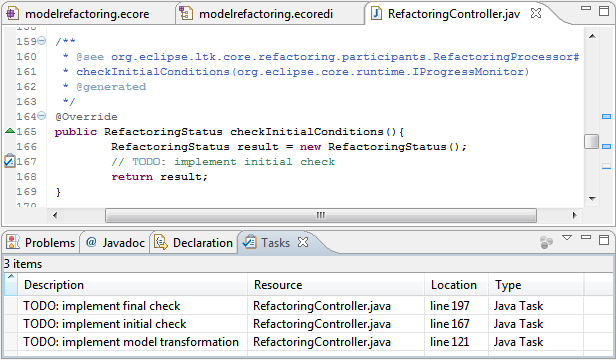 modelrefactoring.ecore modelrefactoring.ecoredi RefactoringController.jav
159 /**
160 * @see org.eclipse.ltk.core.refactoring.participants.RefactoringProcessor#
161 * checkInitialConditions(org.eclipse.core.runtime.IProgressMonitor)
162 * @generated
163 */
164 @Override
165 public RefactoringStatus checkInitialConditions(){
166 RefactoringStatus result = new RefactoringStatus();
167 // TODO: implement initial check
168 return result;
169 }
Problems @ Javadoc Declaration Tasks
3 items
Description Resource Location Type
TODO: implement final check RefactoringController.java line 197 Java Task
TODO: implement initial check RefactoringController.java line 167 Java Task
TODO: implement model transformation RefactoringController.java line 121 Java Task